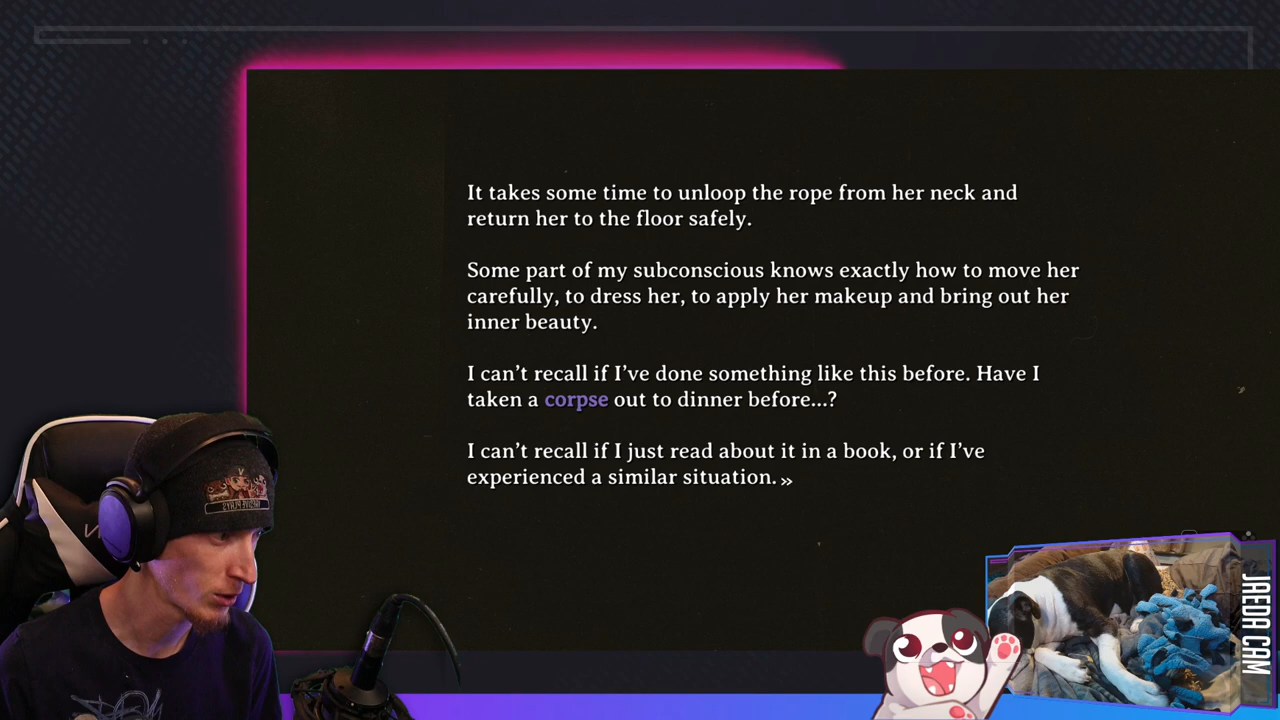 It takes some time to unloop the rope from her neck and
return her to the floor safely.
Some part of my subconscious knows exactly how to move her
carefully, to dress her, to apply her makeup and bring out her
inner beauty.
I can’t recall if I’ve done something like this before. Have I
taken a corpse out to dinner before...?
I can’t recall if I just read about it in a book, or if I’ve
experienced a similar situation. »
JAEDA CAM